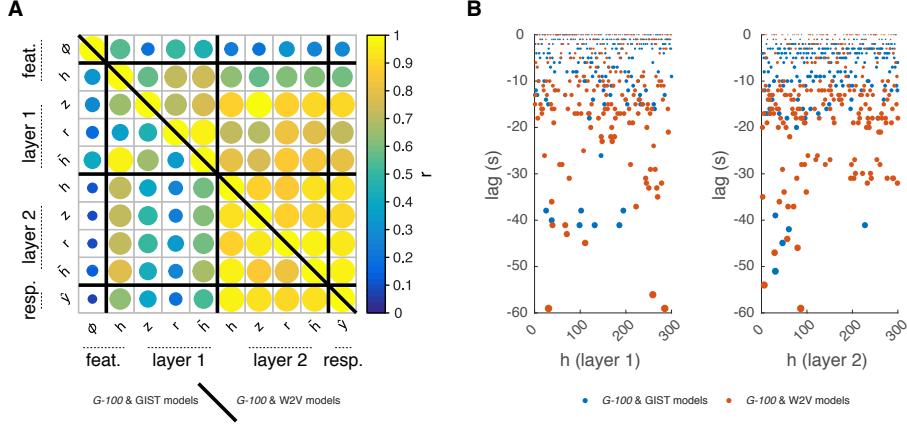 A
feat.
layer 1
layer 2
resp.
ϕ
h
z
r
h̃
h
z
r
h̃
ŷ
ϕ h z r h̃ h z r h̃ ŷ
feat. layer 1 layer 2 resp.
1
0.9
0.8
0.7
0.6
0.5
0.4
0.3
0.2
0.1
0
r
G-100 & GIST models
G-100 & W2V models
B
0
-10
-20
-30
-40
-50
-60
lag (s)
0 100 200 300
h (layer 1)
0
-10
-20
-30
-40
-50
-60
lag (s)
0 100 200 300
h (layer 2)
G-100 & GIST models G-100 & W2V models